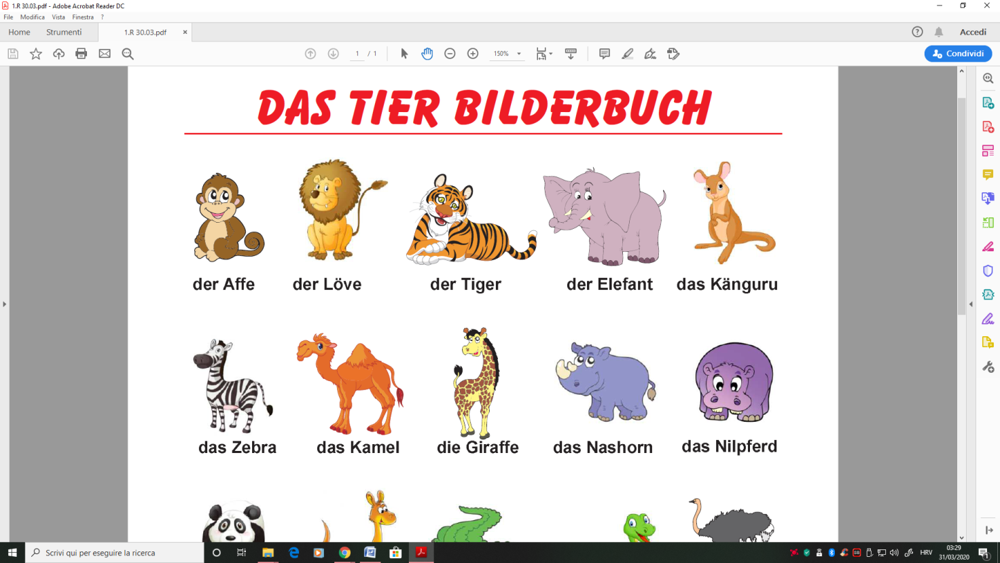 1.R 30.03.pdf - Adobe Acrobat Reader DC
File Modifica Vista Finestra ?
Home Strumenti 1.R 30.03.pdf × Accedi
1 / 1 150% Condividi
DAS TIER BILDERBUCH
der Affe der Löve der Tiger der Elefant das Känguru
das Zebra das Kamel die Giraffe das Nashorn das Nilpferd
Scrivi qui per eseguire la ricerca HRV 03:29
31/03/2020